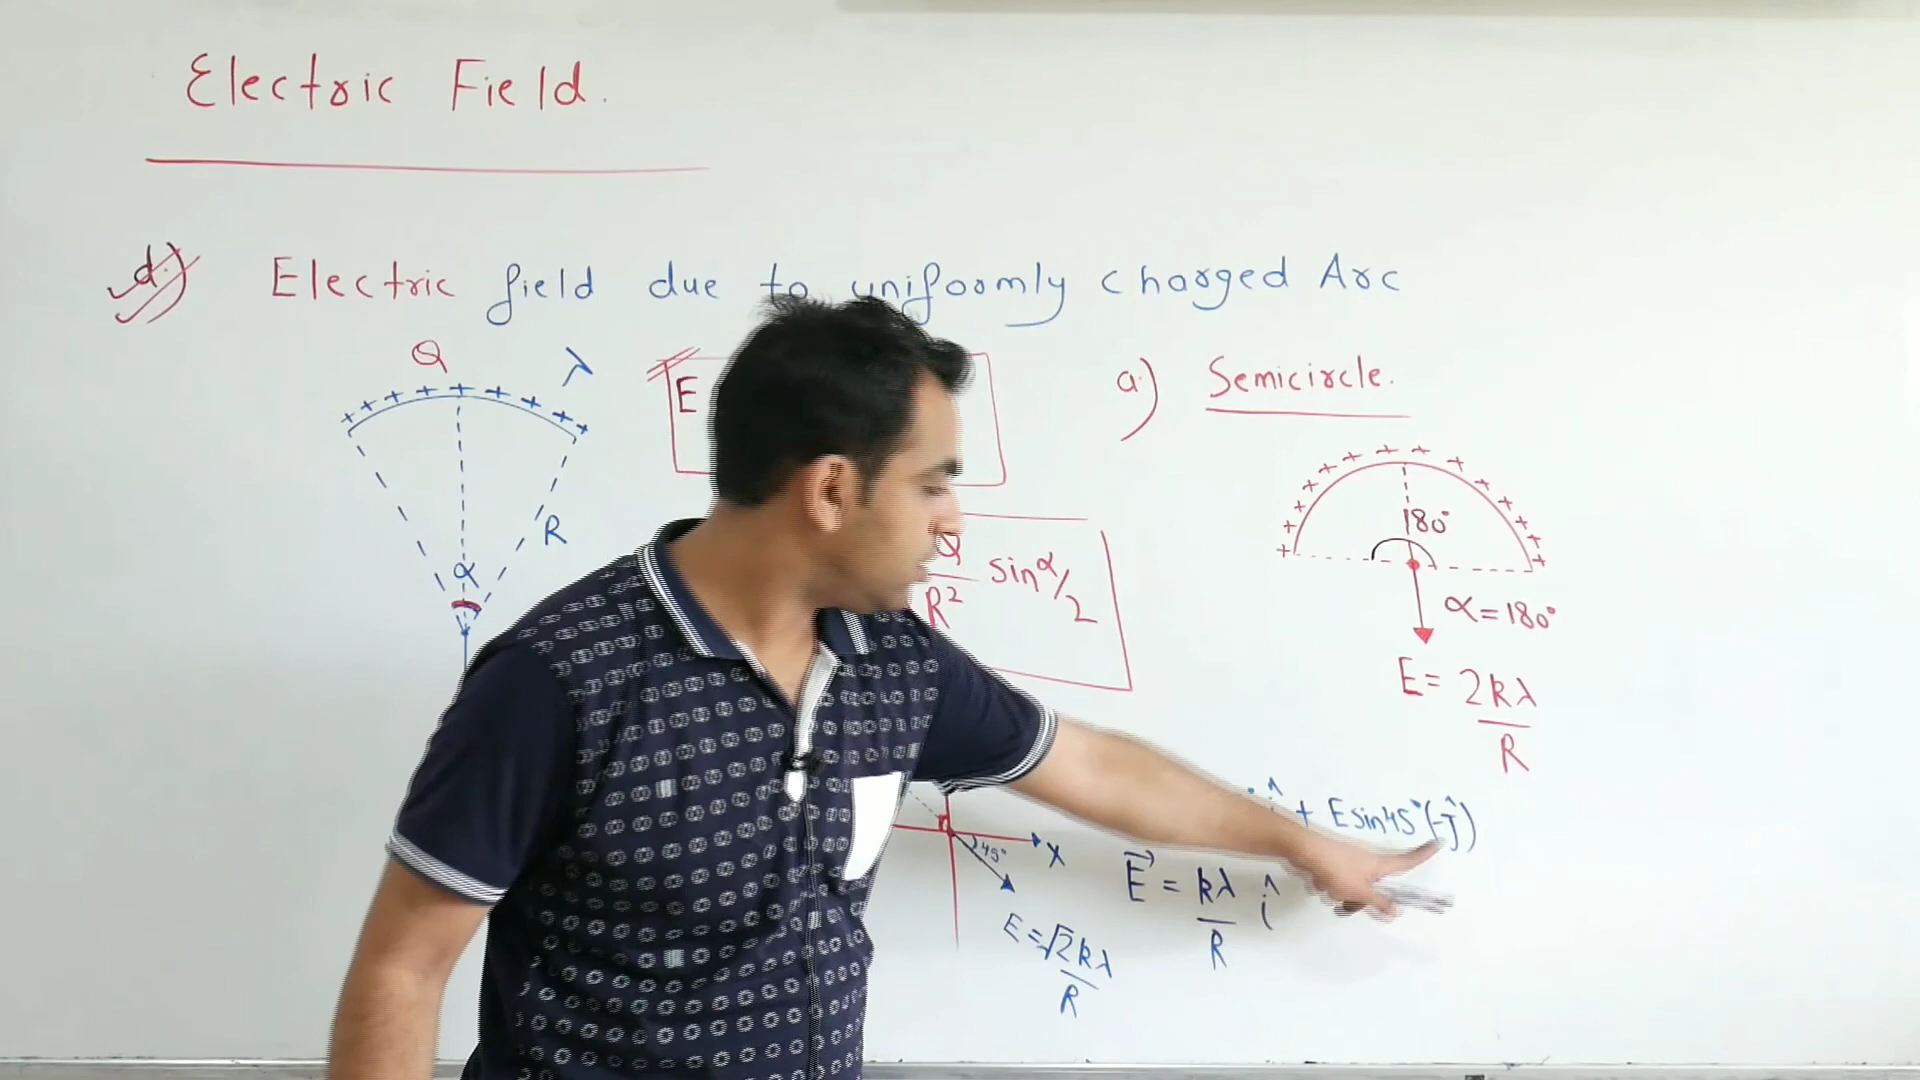 Electric Field.
d.) Electric field due to uniformly charged Arc
Q λ
+ + + + + + + + +
R
α
E
Q
R²
sin α/2
a.) Semicircle.
+ + + + + + + + + + + + + + +
180°
α = 180°
E = 2kλ
R
î + E sin45° (-ĵ)
X
45°
E = √2 kλ
R
E⃗ = kλ î
R